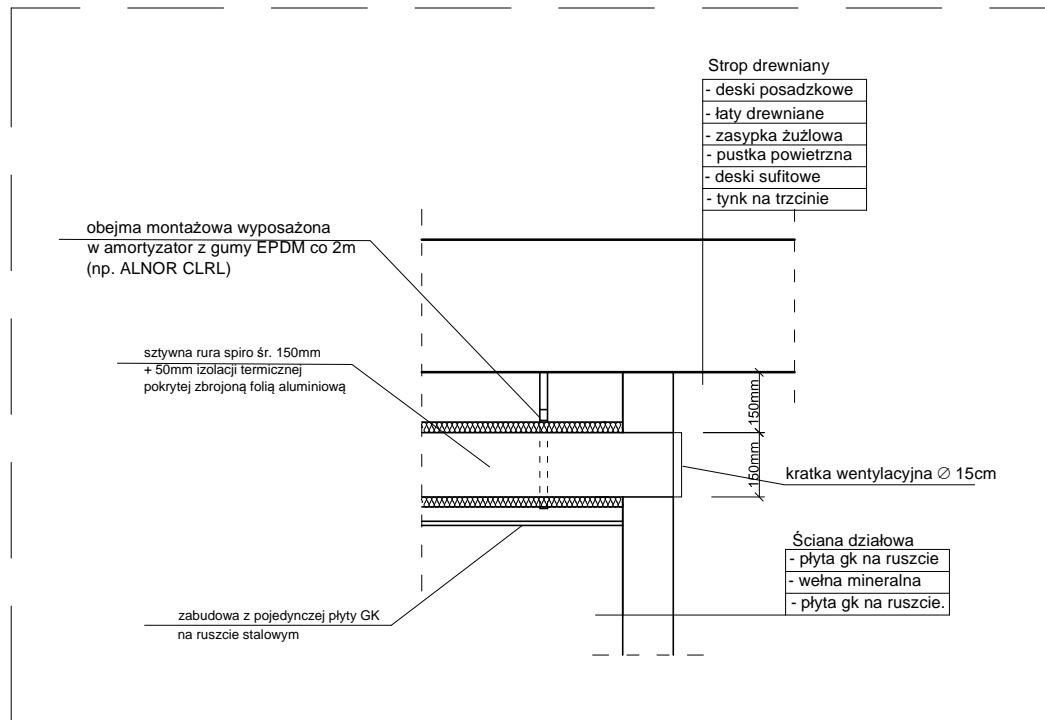 Strop drewniany
- deski posadzkowe
- łaty drewniane
- zasypka żużlowa
- pustka powietrzna
- deski sufitowe
- tynk na trzcinie
obejma montażowa wyposażona
w amortyzator z gumy EPDM co 2m
(np. ALNOR CLRL)
sztywna rura spiro śr. 150mm
+ 50mm izolacji termicznej
pokrytej zbrojoną folią aluminiową
150mm
150mm
kratka wentylacyjna ∅ 15cm
Ściana działowa
- płyta gk na ruszcie
- wełna mineralna
- płyta gk na ruszcie.
zabudowa z pojedynczej płyty GK
na ruszcie stalowym